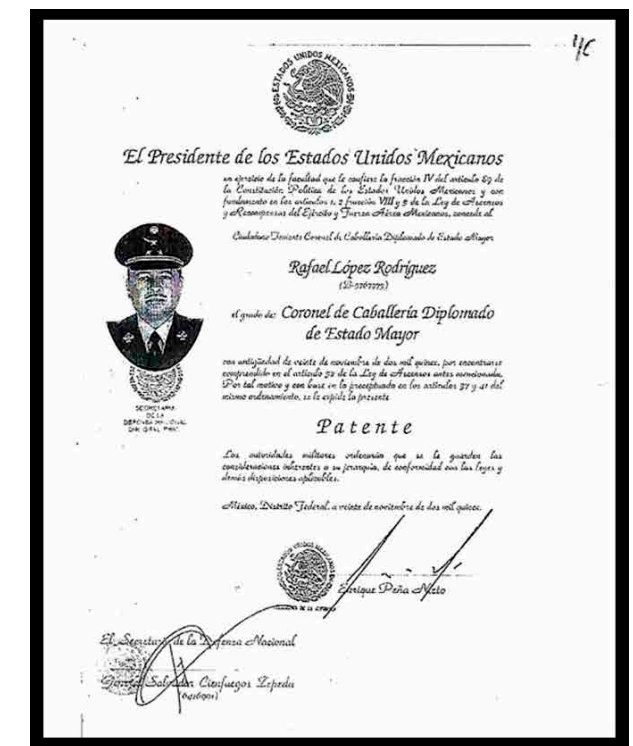 4C
ESTADOS UNIDOS MEXICANOS
El Presidente de los Estados Unidos Mexicanos
en ejercicio de la facultad que le confiere la fracción IV del artículo 89 de
la Constitución Política de los Estados Unidos Mexicanos y con
fundamento en los artículos 1, 2 fracción VIII y 5 de la Ley de Ascensos
y Recompensas del Ejército y Fuerza Aérea Mexicanos, concede al
Ciudadano Teniente Coronel de Caballería Diplomado de Estado Mayor
Rafael López Rodríguez
el grado de: Coronel de Caballería Diplomado
de Estado Mayor
con antigüedad de veinte de noviembre de dos mil quince, por encontrarse
comprendido en el artículo 32 de la Ley de Ascensos antes mencionada.
Por tal motivo y con base en lo preceptuado en los artículos 37 y 41 del
mismo ordenamiento, se le expide la presente
SECRETARIA
DE LA
DEFENSA NACIONAL
Patente
Las autoridades militares ordenarán que se le guarden las
consideraciones inherentes a su jerarquía, de conformidad con las leyes y
demás disposiciones aplicables.
México, Distrito Federal, a veinte de noviembre de dos mil quince.
ESTADOS UNIDOS MEXICANOS
Enrique Peña Nieto
El Secretario de la Defensa Nacional
General Salvador Cienfuegos Zepeda